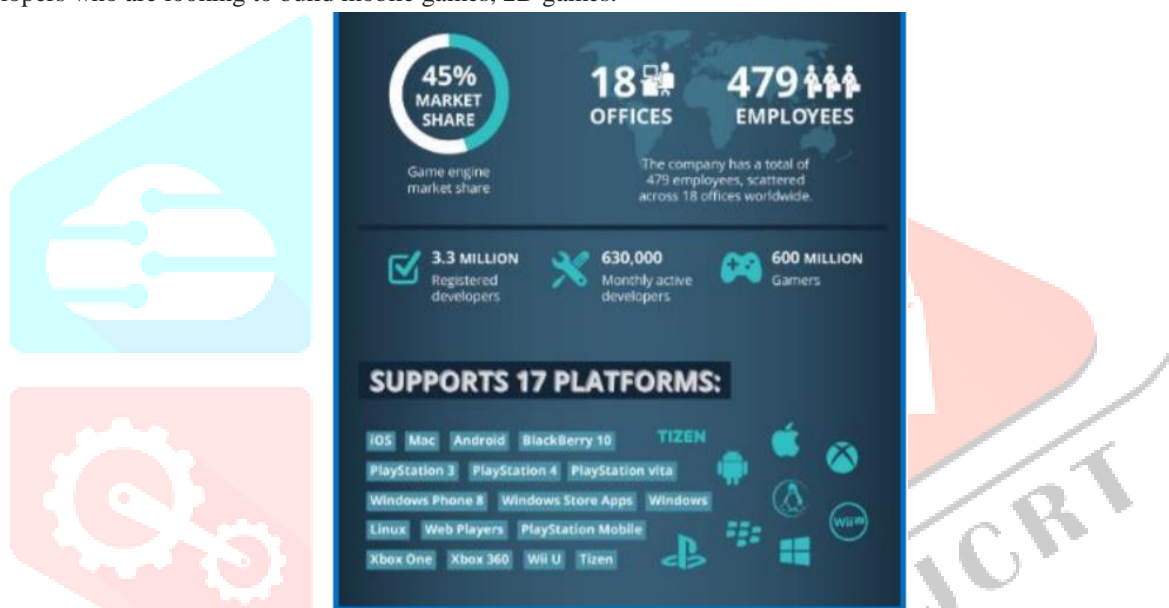 lopers who are looking to build mobile games, 2D games.
45%
MARKET
SHARE
Game engine
market share
18
OFFICES
479
EMPLOYEES
The company has a total of
479 employees, scattered
across 18 offices worldwide.
3.3 MILLION
Registered
developers
630,000
Monthly active
developers
600 MILLION
Gamers
SUPPORTS 17 PLATFORMS:
iOS Mac Android BlackBerry 10
PlayStation 3 PlayStation 4 PlayStation vita
Windows Phone 8 Windows Store Apps Windows
Linux Web Players PlayStation Mobile
Xbox One Xbox 360 Wii U Tizen
TIZEN
Wii U
IJCRT